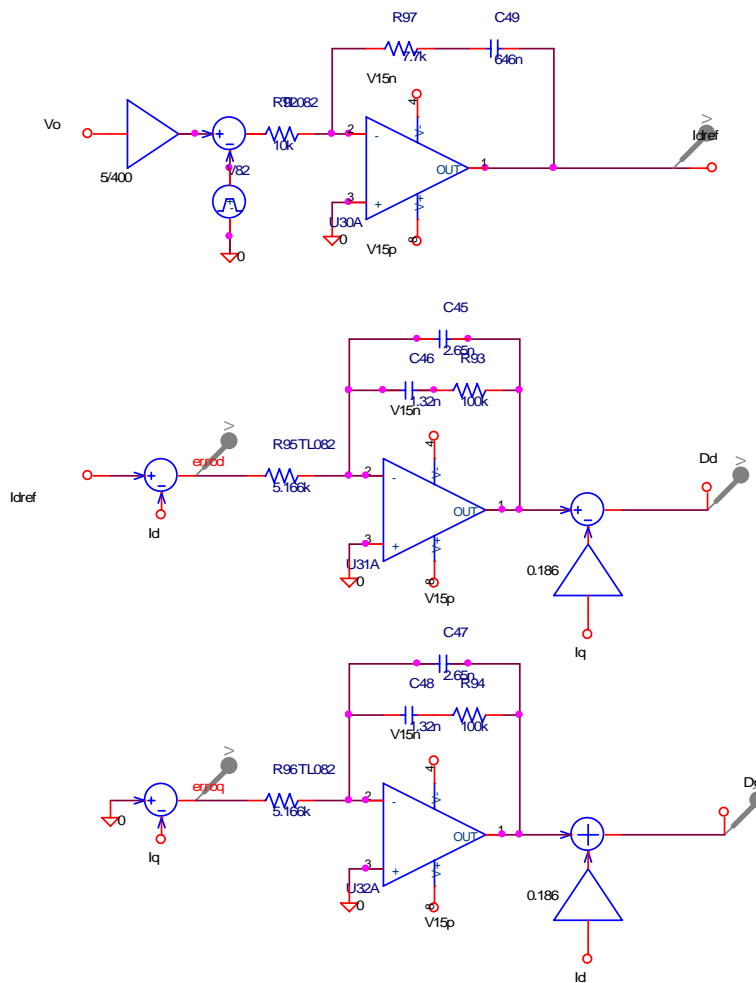 R97
C49
7.7k
646n
V15n
4
R92
TL082
Vo
2
V-
Idref
V
10k
-
OUT
1
5/400
V82
3
+
V+
U30A
0
V15p
8
0
C45
2.65n
C46
R93
1.32n
100k
V15n
V
4
errod
R95
TL082
V-
Dd
V
2
5.166k
-
Idref
OUT
1
Id
3
+
V+
U31A
0
0.186
8
V15p
Iq
C47
2.65n
C48
R94
1.32n
100k
V15n
V
4
erroq
R96
TL082
V-
V
2
5.166k
-
0
OUT
1
Iq
3
+
V+
U32A
0
0.186
8
V15p
Id